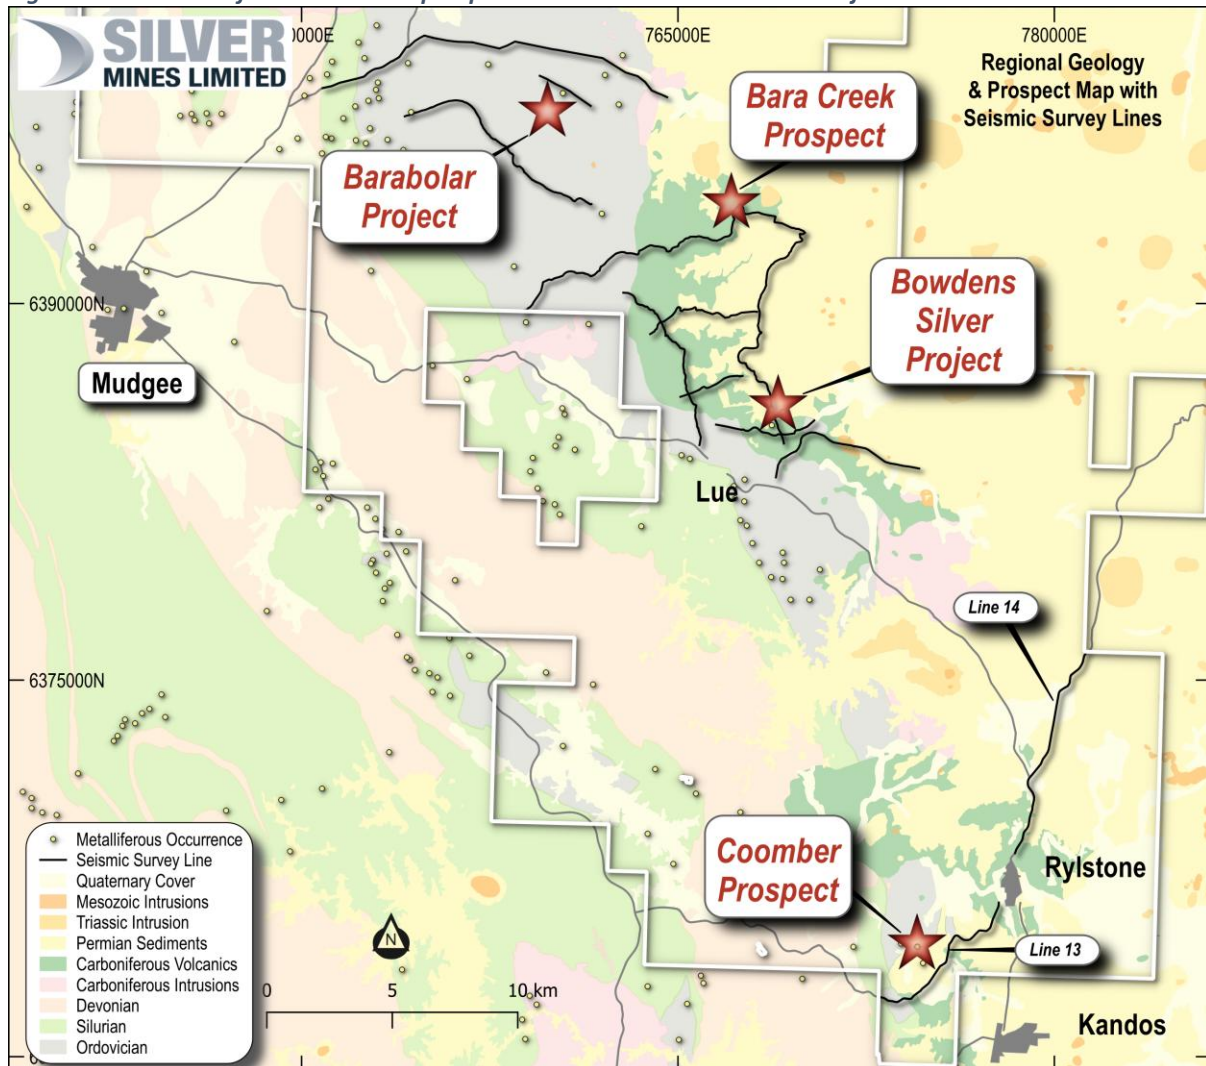 SILVER
MINES LIMITED
765000E
780000E
Regional Geology
& Prospect Map with
Seismic Survey Lines
Bara Creek
Prospect
Barabolar
Project
Bowdens
Silver
Project
6390000N
Mudgee
Lue
Line 14
6375000N
Coomber
Prospect
Rylstone
Line 13
Kandos
Metalliferous Occurrence
Seismic Survey Line
Quaternary Cover
Mesozoic Intrusions
Triassic Intrusion
Permian Sediments
Carboniferous Volcanics
Carboniferous Intrusions
Devonian
Silurian
Ordovician
N
0 5 10 km